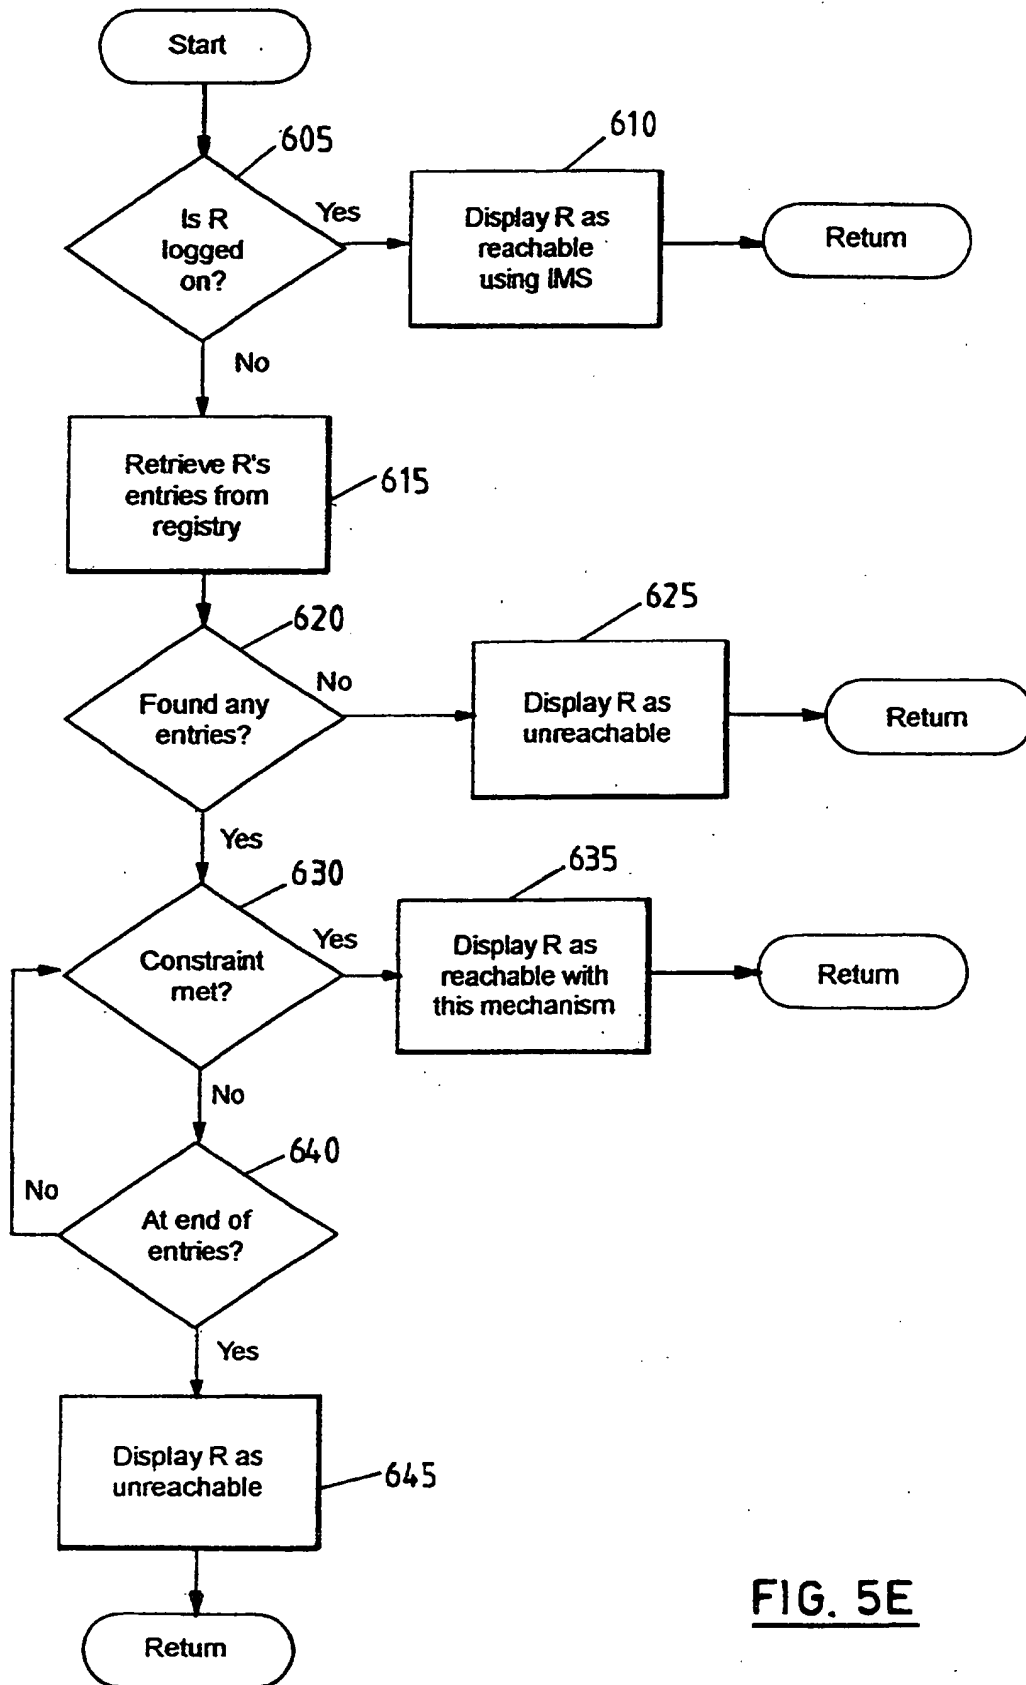 Start
605
610
Is R
logged
on?
Yes
Display R as
reachable
using IMS
Return
No
Retrieve R's
entries from
registry
615
620
625
Found any
entries?
No
Display R as
unreachable
Return
Yes
630
635
Constraint
met?
Yes
Display R as
reachable with
this mechanism
Return
No
640
At end of
entries?
No
Yes
Display R as
unreachable
645
Return
FIG. 5E